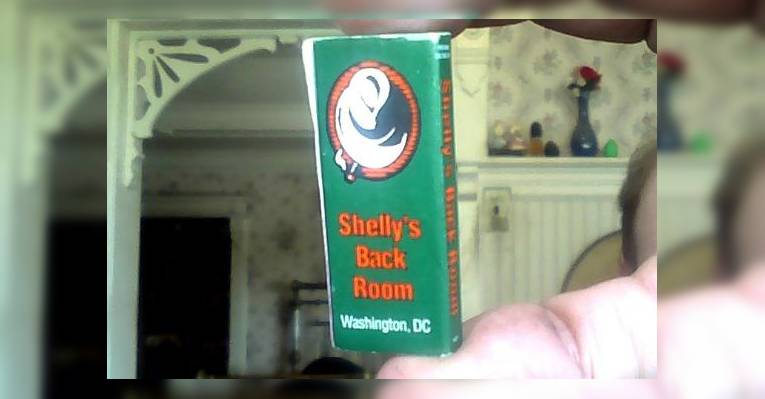 Shelly's
Back
Room
Washington, DC
Shelly's Back Room